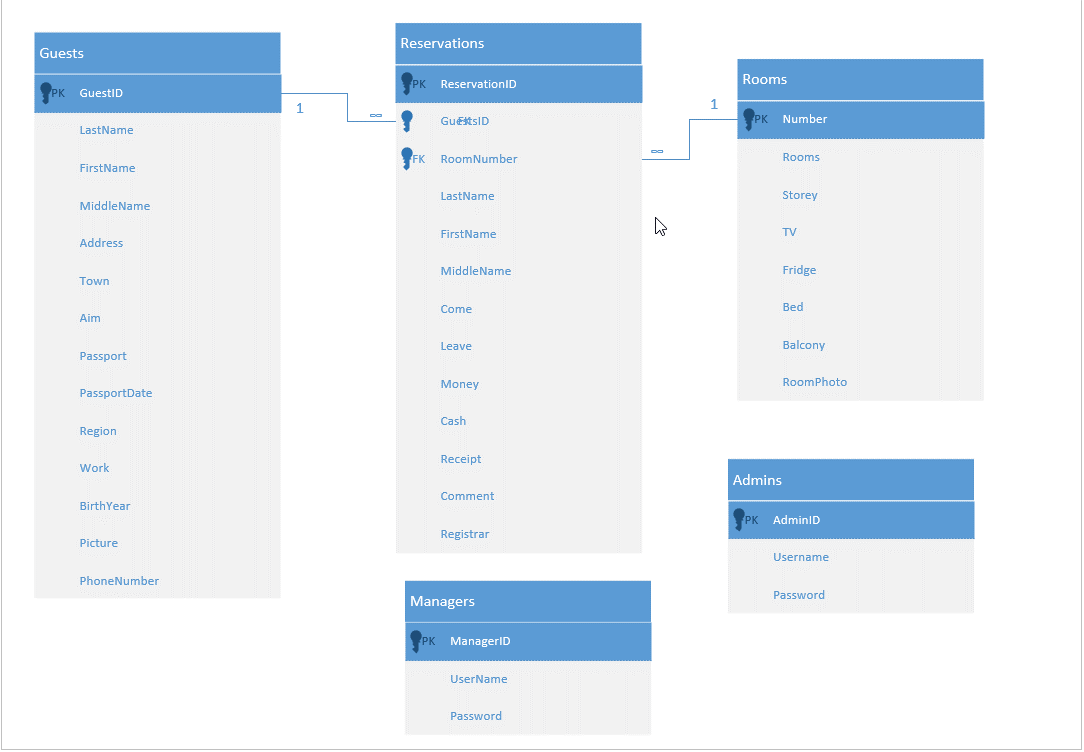 Guests
PK GuestID
LastName
FirstName
MiddleName
Address
Town
Aim
Passport
PassportDate
Region
Work
BirthYear
Picture
PhoneNumber
1
∞
Reservations
PK ReservationID
FK GuestsID
FK RoomNumber
LastName
FirstName
MiddleName
Come
Leave
Money
Cash
Receipt
Comment
Registrar
∞
1
Rooms
PK Number
Rooms
Storey
TV
Fridge
Bed
Balcony
RoomPhoto
Admins
PK AdminID
Username
Password
Managers
PK ManagerID
UserName
Password